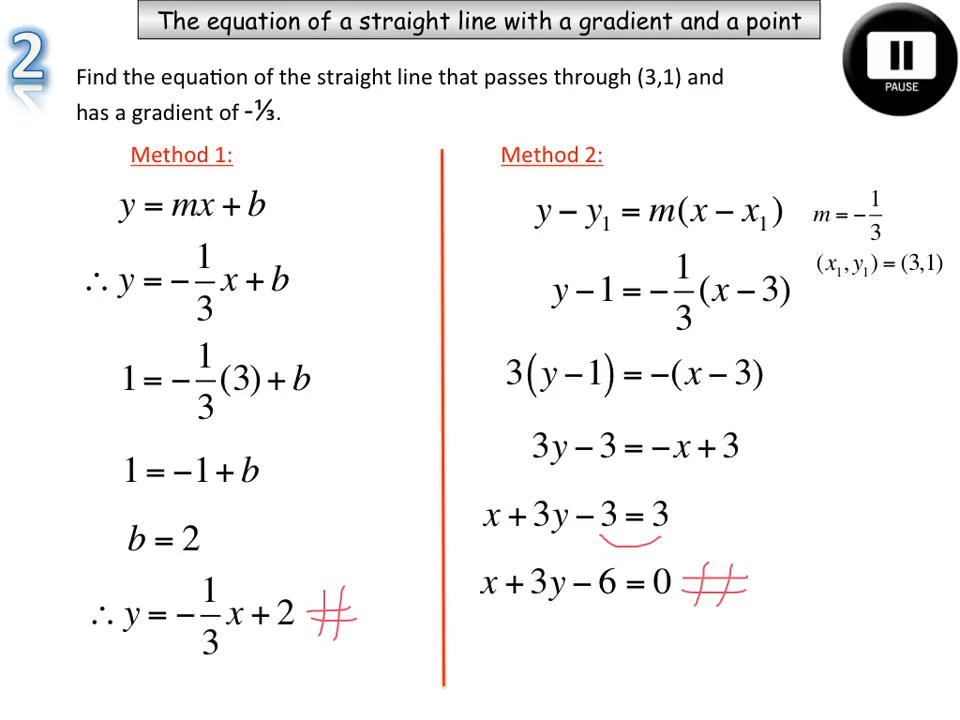 The equation of a straight line with a gradient and a point
2
PAUSE
Find the equation of the straight line that passes through (3,1) and
has a gradient of -⅓.
Method 1:
y = mx + b
∴ y = -1/3 x + b
1 = -1/3 (3) + b
1 = -1 + b
b = 2
∴ y = -1/3 x + 2 #
Method 2:
y - y₁ = m(x - x₁)
m = -1/3
(x₁, y₁) = (3,1)
y - 1 = -1/3 (x - 3)
3(y - 1) = -(x - 3)
3y - 3 = -x + 3
x + 3y - 3 = 3
x + 3y - 6 = 0 #